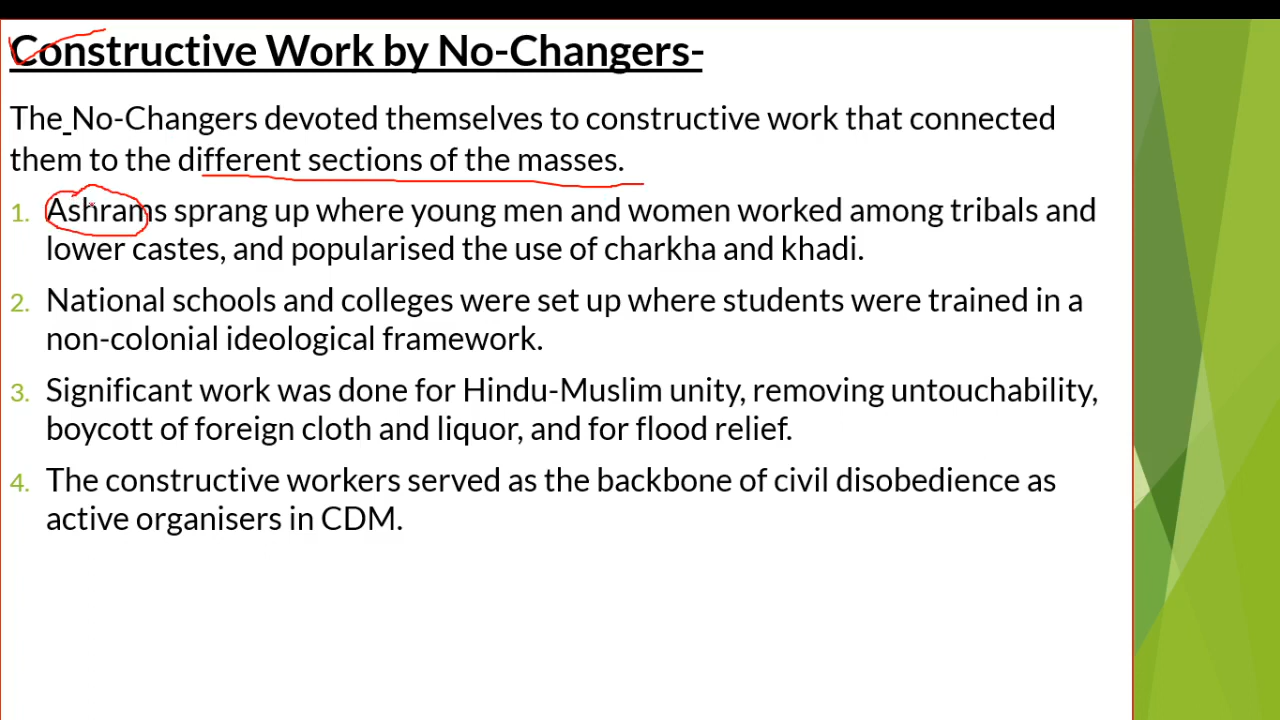 Constructive Work by No-Changers-
The No-Changers devoted themselves to constructive work that connected
them to the different sections of the masses.
1. Ashrams sprang up where young men and women worked among tribals and
lower castes, and popularised the use of charkha and khadi.
2. National schools and colleges were set up where students were trained in a
non-colonial ideological framework.
3. Significant work was done for Hindu-Muslim unity, removing untouchability,
boycott of foreign cloth and liquor, and for flood relief.
4. The constructive workers served as the backbone of civil disobedience as
active organisers in CDM.